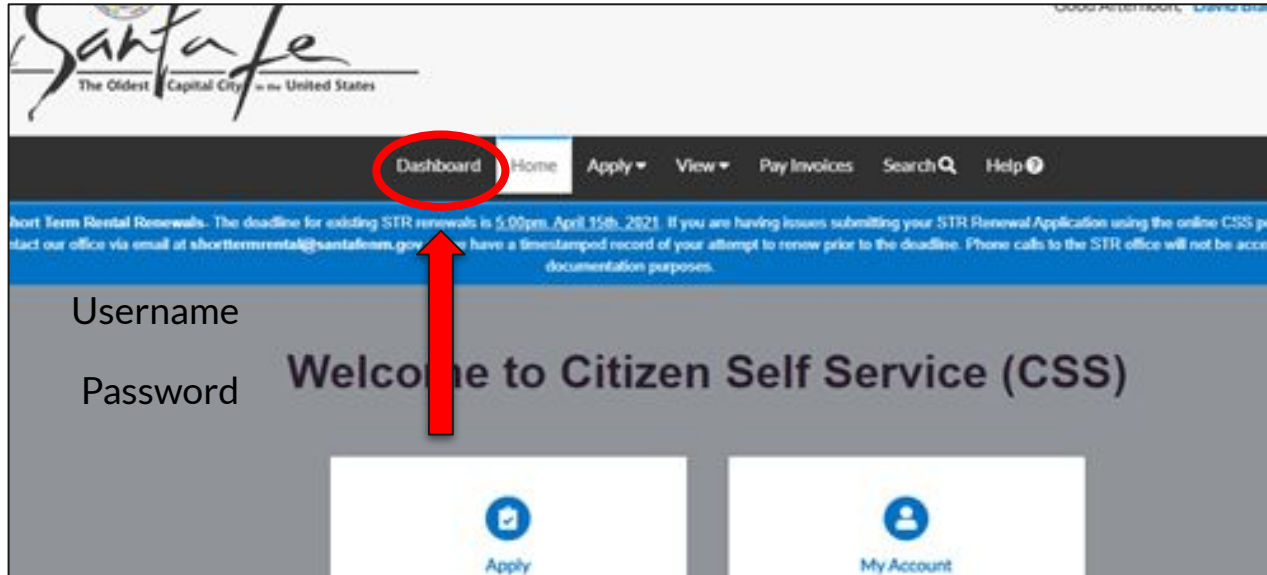 Good Afternoon, David
Santa Fe
The Oldest Capital City in the United States
Dashboard Home Apply View Pay Invoices Search Help
hort Term Rental Renewals. The deadline for existing STR renewals is 5:00pm, April 15th, 2021. If you are having issues submitting your STR Renewal Application using the online CSS
ntact our office via email at shorttermrental@santafenm.gov have a timestamped record of your attempt to renew prior to the deadline. Phone calls to the STR office will not be
documentation purposes.
Username
Password
Welcome to Citizen Self Service (CSS)
Apply My Account